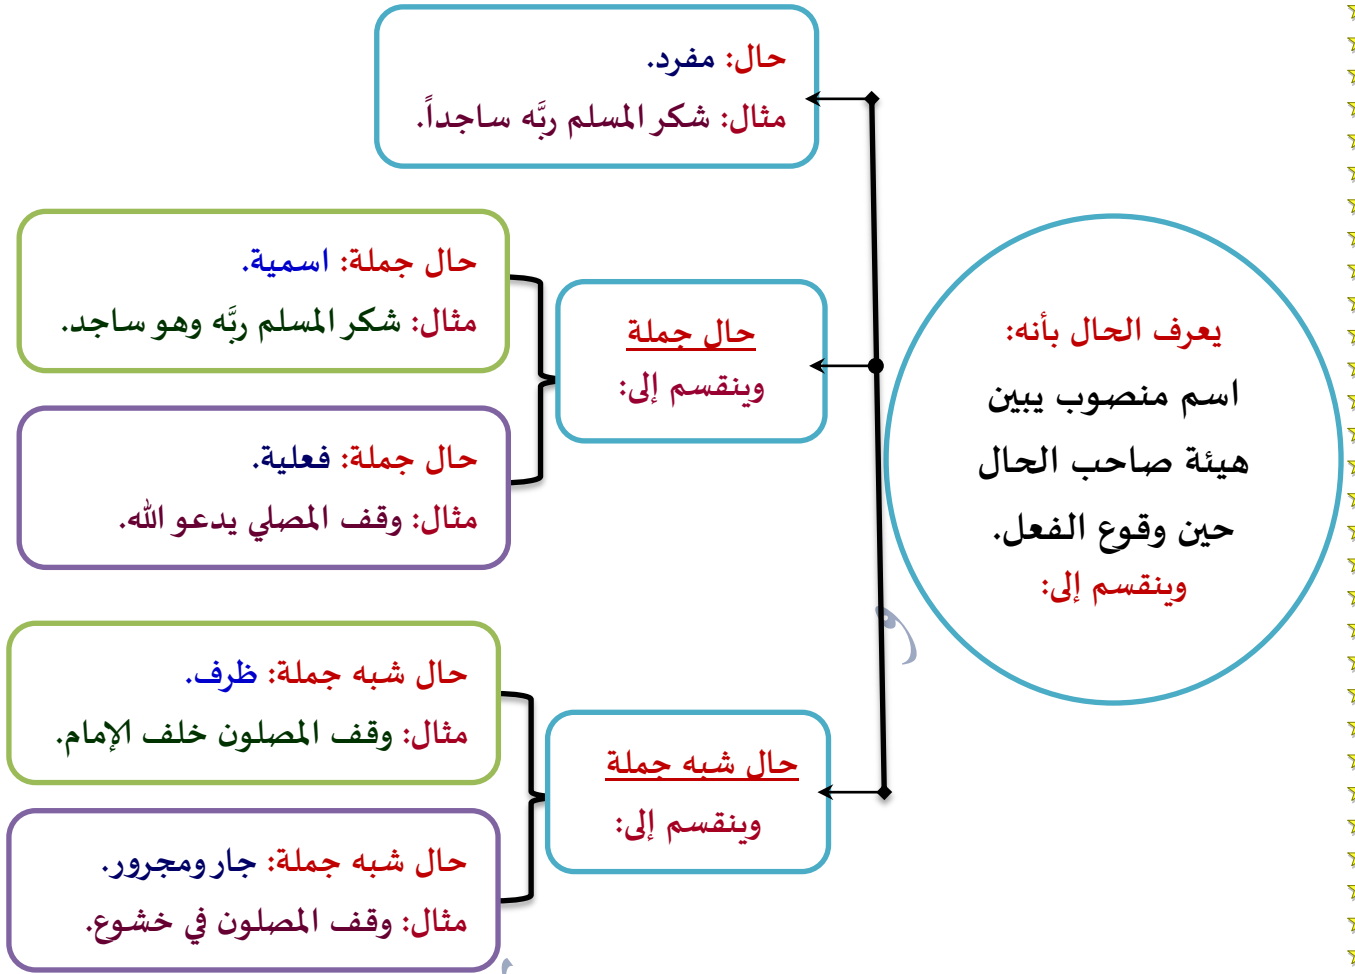 يعرف الحال بأنه:
اسم منصوب يبين
هيئة صاحب الحال
حين وقوع الفعل.
وينقسم إلى:
حال: مفرد.
مثال: شكر المسلم ربَّه ساجداً.
حال جملة
وينقسم إلى:
حال جملة: اسمية.
مثال: شكر المسلم ربَّه وهو ساجد.
حال جملة: فعلية.
مثال: وقف المصلي يدعو الله.
حال شبه جملة
وينقسم إلى:
حال شبه جملة: ظرف.
مثال: وقف المصلون خلف الإمام.
حال شبه جملة: جار ومجرور.
مثال: وقف المصلون في خشوع.